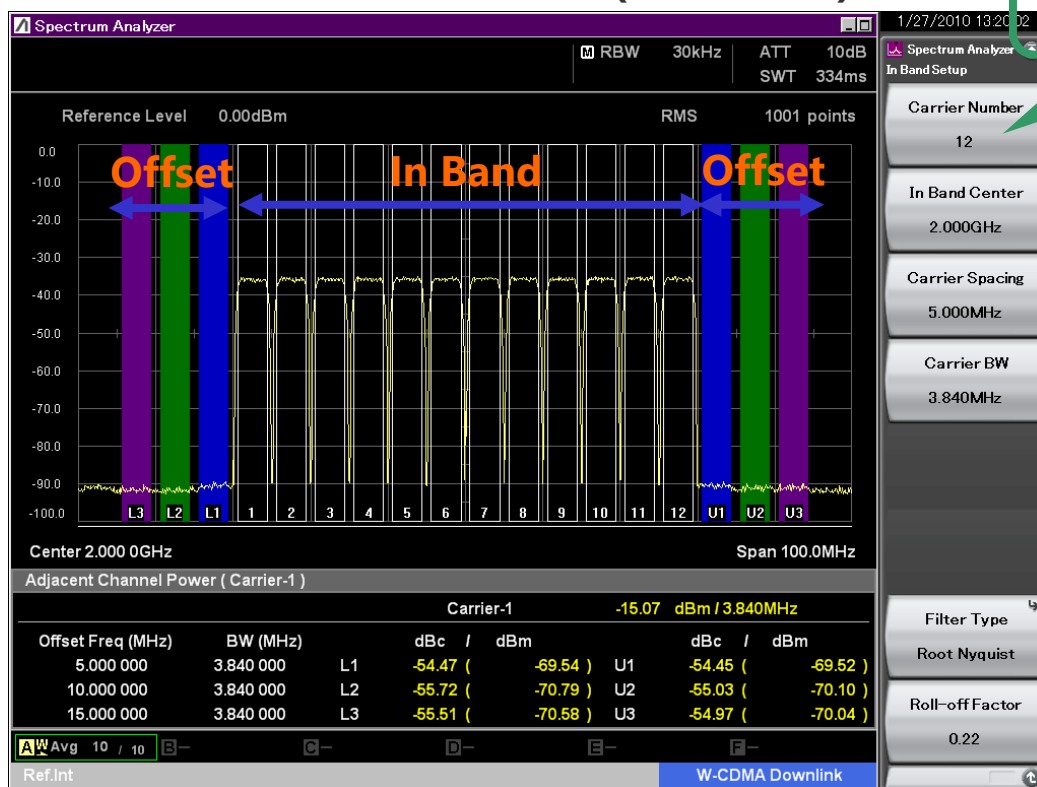 Spectrum Analyzer
1/27/2010 13:20:02
M RBW 30kHz ATT 10dB
SWT 334ms
Spectrum Analyzer
In Band Setup
Reference Level 0.00dBm RMS 1001 points
Carrier Number
12
In Band Center
2.000GHz
Carrier Spacing
5.000MHz
Carrier BW
3.840MHz
Offset In Band Offset
0.0
-10.0
-20.0
-30.0
-40.0
-50.0
-60.0
-70.0
-80.0
-90.0
-100.0
L3 L2 L1 1 2 3 4 5 6 7 8 9 10 11 12 U1 U2 U3
Center 2.000 0GHz Span 100.0MHz
Adjacent Channel Power ( Carrier-1 )
Carrier-1 -15.07 dBm / 3.840MHz
Offset Freq (MHz) BW (MHz) dBc / dBm dBc / dBm
5.000 000 3.840 000 L1 -54.47 ( -69.54 ) U1 -54.45 ( -69.52 )
10.000 000 3.840 000 L2 -55.72 ( -70.79 ) U2 -55.03 ( -70.10 )
15.000 000 3.840 000 L3 -55.51 ( -70.58 ) U3 -54.97 ( -70.04 )
Filter Type
Root Nyquist
Roll-off Factor
0.22
A W Avg 10 / 10 B- C- D- E- F-
Ref.Int W-CDMA Downlink